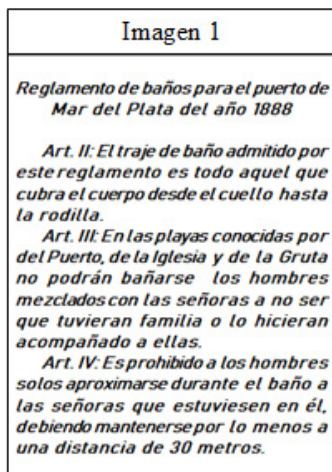 Imagen 1
Reglamento de baños para el puerto de
Mar del Plata del año 1888
Art. II: El traje de baño admitido por
este reglamento es todo aquel que
cubra el cuerpo desde el cuello hasta
la rodilla.
Art. III: En las playas conocidas por
del Puerto, de la Iglesia y de la Gruta
no podrán bañarse los hombres
mezclados con las señoras a no ser
que tuvieran familia o lo hicieran
acompañado a ellas.
Art. IV: Es prohibido a los hombres
solos aproximarse durante el baño a
las señoras que estuviesen en él,
debiendo mantenerse por lo menos a
una distancia de 30 metros.